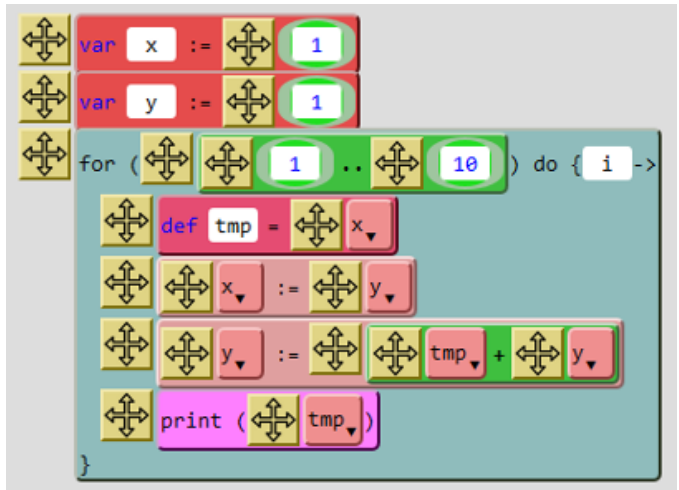 var x := 1
var y := 1
for ( 1 .. 10 ) do { i ->
def tmp = x
x := y
y := tmp + y
print ( tmp )
}